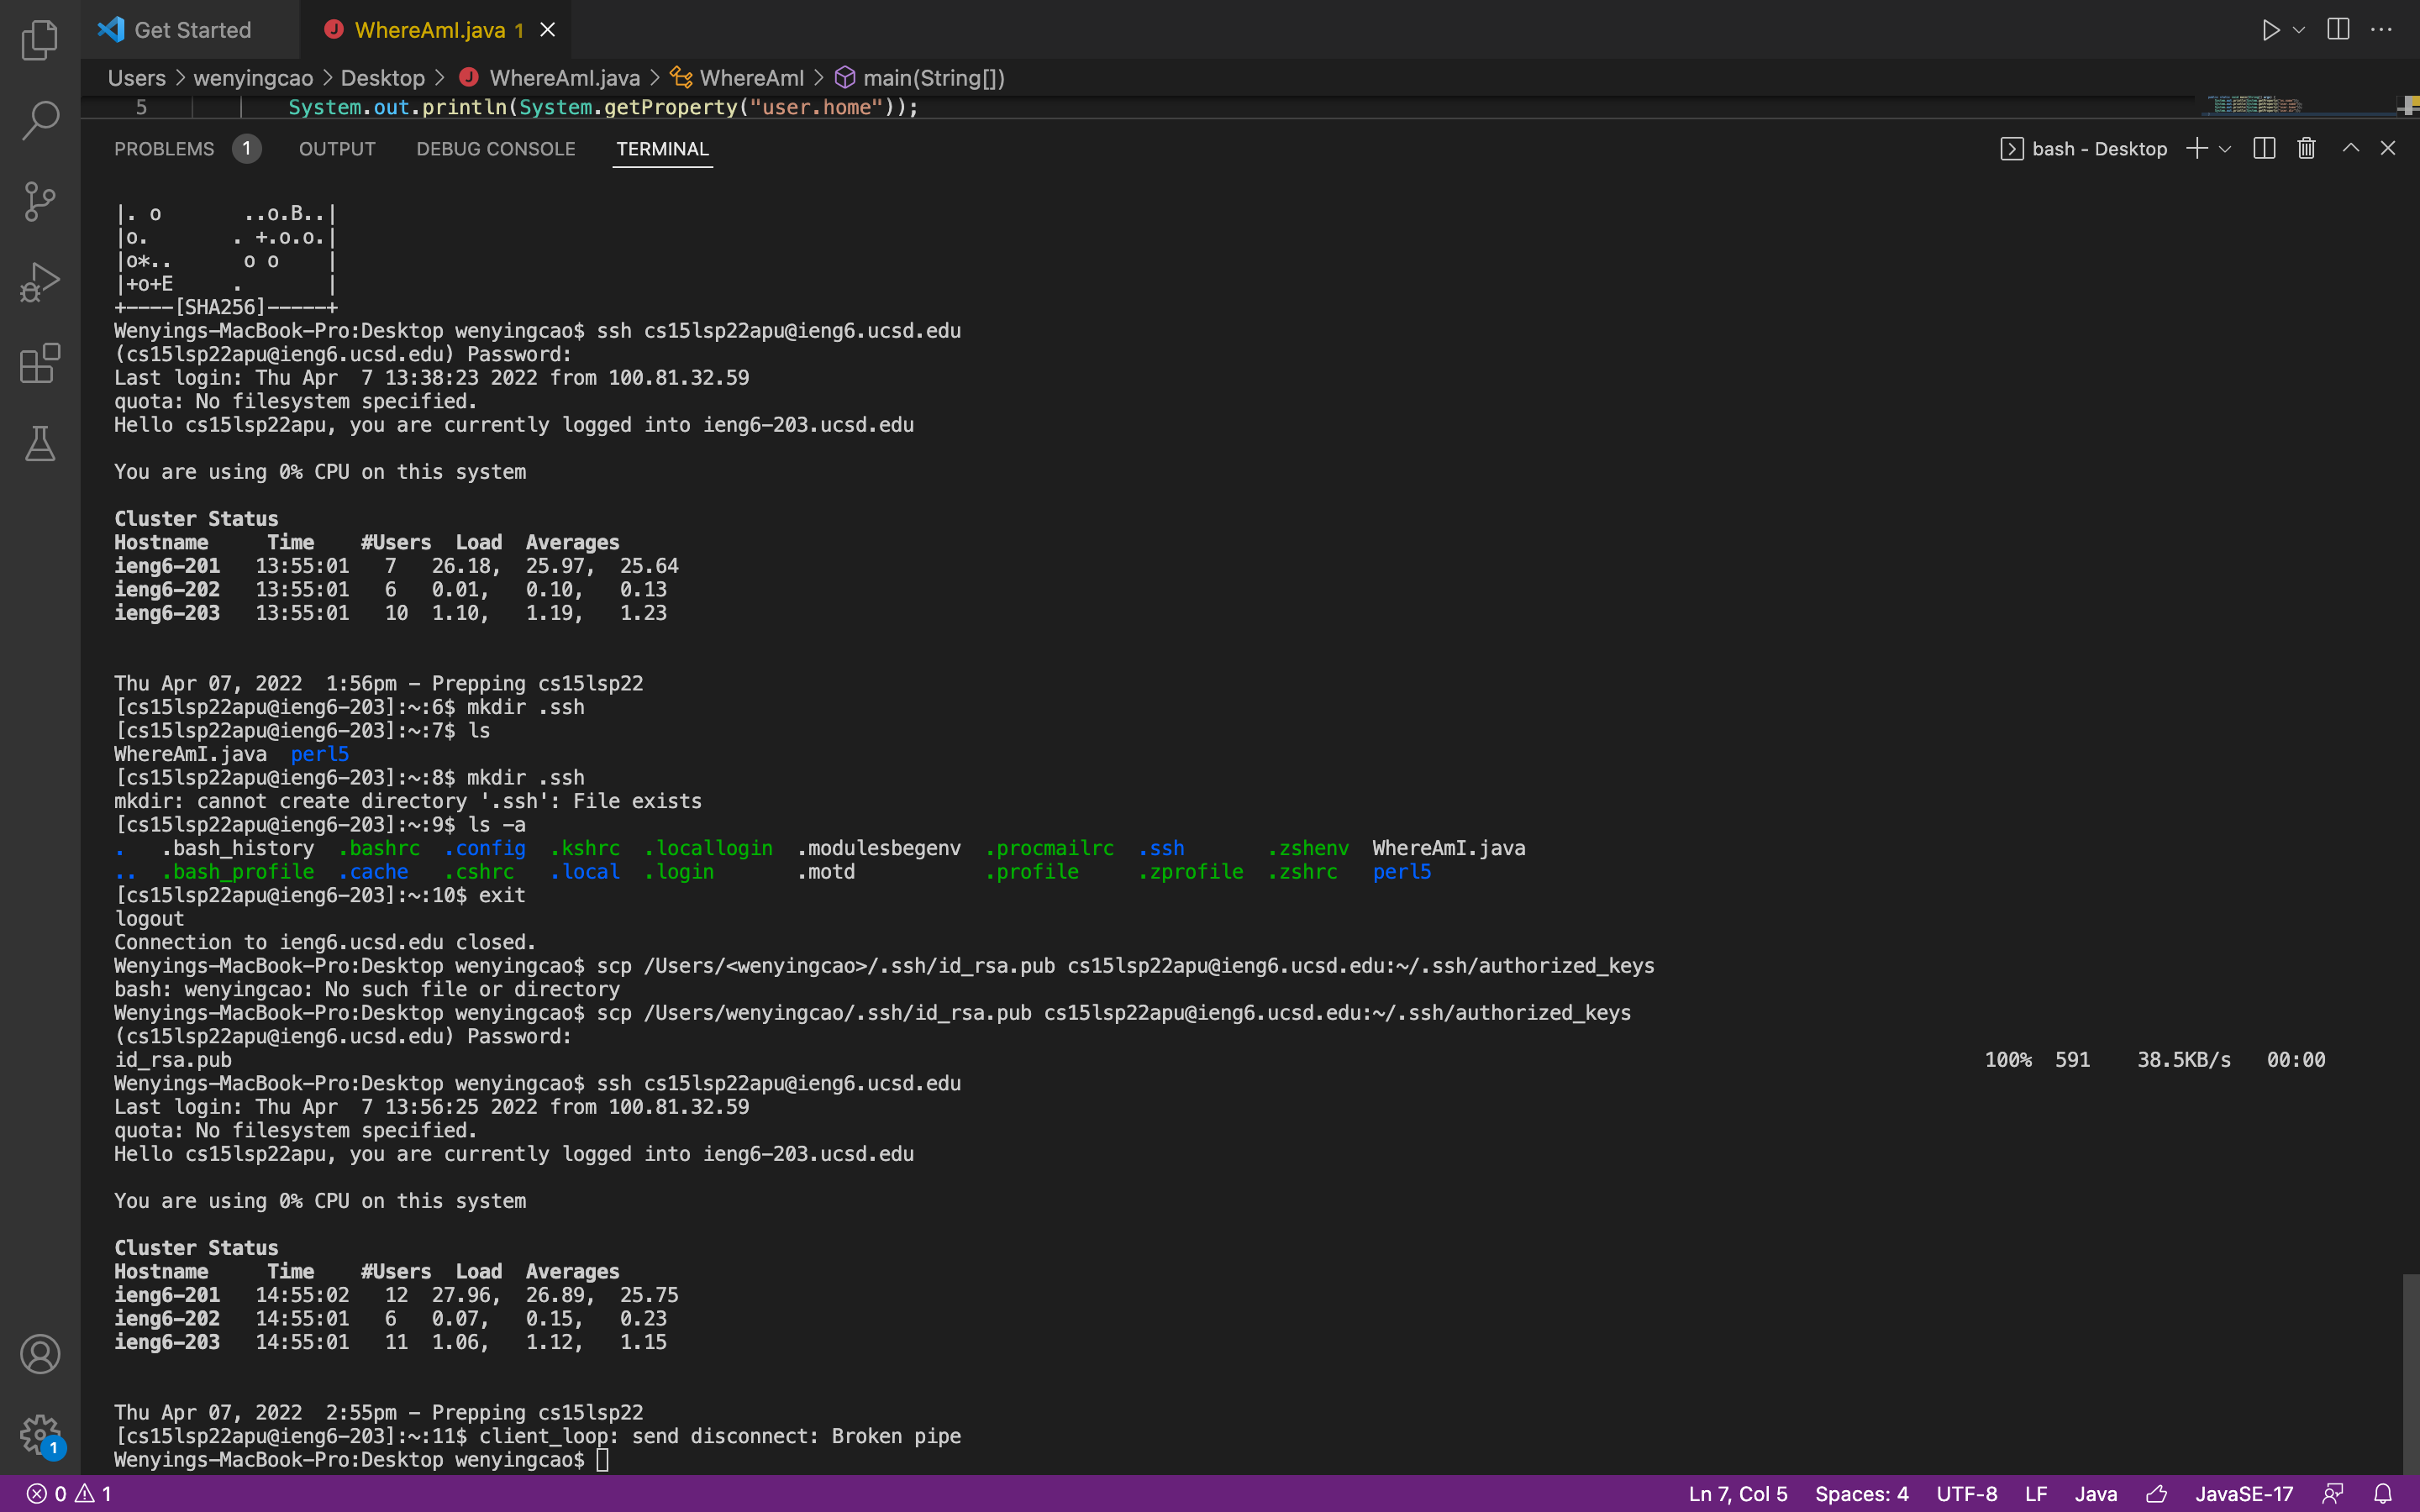 Get Started
WhereAmI.java 1
Users > wenyingcao > Desktop > WhereAmI.java > WhereAmI > main(String[])
5 System.out.println(System.getProperty("user.home"));
PROBLEMS 1 OUTPUT DEBUG CONSOLE TERMINAL bash - Desktop
|. o       ..o.B..|
|o.       . +.o.o.|
|o*..      o o    |
|+o+E     .       |
+----[SHA256]-----+
Wenyings-MacBook-Pro:Desktop wenyingcao$ ssh cs15lsp22apu@ieng6.ucsd.edu
(cs15lsp22apu@ieng6.ucsd.edu) Password:
Last login: Thu Apr  7 13:38:23 2022 from 100.81.32.59
quota: No filesystem specified.
Hello cs15lsp22apu, you are currently logged into ieng6-203.ucsd.edu
You are using 0% CPU on this system
Cluster Status
Hostname     Time    #Users  Load  Averages
ieng6-201   13:55:01   7   26.18,  25.97,  25.64
ieng6-202   13:55:01   6   0.01,   0.10,   0.13
ieng6-203   13:55:01   10  1.10,   1.19,   1.23
Thu Apr 07, 2022  1:56pm - Prepping cs15lsp22
[cs15lsp22apu@ieng6-203]:~:6$ mkdir .ssh
[cs15lsp22apu@ieng6-203]:~:7$ ls
WhereAmI.java  perl5
[cs15lsp22apu@ieng6-203]:~:8$ mkdir .ssh
mkdir: cannot create directory '.ssh': File exists
[cs15lsp22apu@ieng6-203]:~:9$ ls -a
.   .bash_history  .bashrc  .config  .kshrc  .locallogin  .modulesbegenv  .procmailrc  .ssh       .zshenv  WhereAmI.java
..  .bash_profile  .cache   .cshrc   .local  .login       .motd           .profile     .zprofile  .zshrc   perl5
[cs15lsp22apu@ieng6-203]:~:10$ exit
logout
Connection to ieng6.ucsd.edu closed.
Wenyings-MacBook-Pro:Desktop wenyingcao$ scp /Users/<wenyingcao>/.ssh/id_rsa.pub cs15lsp22apu@ieng6.ucsd.edu:~/.ssh/authorized_keys
bash: wenyingcao: No such file or directory
Wenyings-MacBook-Pro:Desktop wenyingcao$ scp /Users/wenyingcao/.ssh/id_rsa.pub cs15lsp22apu@ieng6.ucsd.edu:~/.ssh/authorized_keys
(cs15lsp22apu@ieng6.ucsd.edu) Password:
id_rsa.pub 100%  591    38.5KB/s   00:00
Wenyings-MacBook-Pro:Desktop wenyingcao$ ssh cs15lsp22apu@ieng6.ucsd.edu
Last login: Thu Apr  7 13:56:25 2022 from 100.81.32.59
quota: No filesystem specified.
Hello cs15lsp22apu, you are currently logged into ieng6-203.ucsd.edu
You are using 0% CPU on this system
Cluster Status
Hostname     Time    #Users  Load  Averages
ieng6-201   14:55:02   12  27.96,  26.89,  25.75
ieng6-202   14:55:01   6   0.07,   0.15,   0.23
ieng6-203   14:55:01   11  1.06,   1.12,   1.15
Thu Apr 07, 2022  2:55pm - Prepping cs15lsp22
[cs15lsp22apu@ieng6-203]:~:11$ client_loop: send disconnect: Broken pipe
Wenyings-MacBook-Pro:Desktop wenyingcao$
1
0 1 Ln 7, Col 5 Spaces: 4 UTF-8 LF Java JavaSE-17